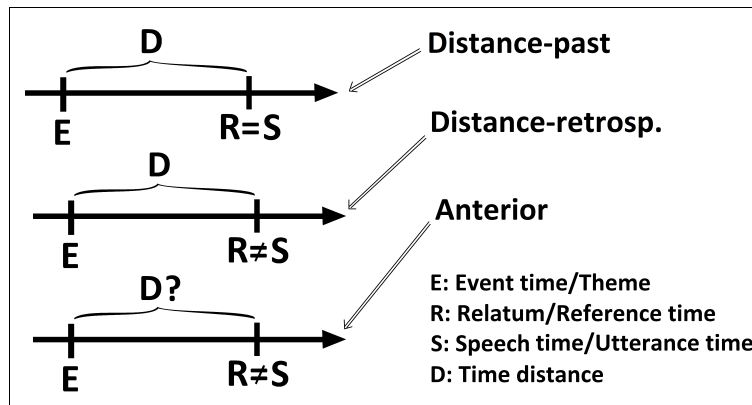 D
Distance-past
E
R=S
Distance-retrosp.
D
E
R≠S
Anterior
D?
E
R≠S
E: Event time/Theme
R: Relatum/Reference time
S: Speech time/Utterance time
D: Time distance